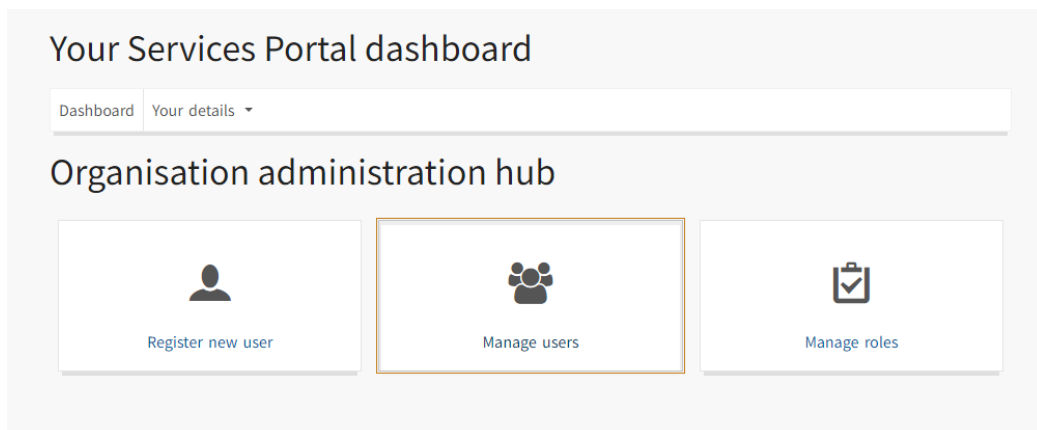 Your Services Portal dashboard
Dashboard Your details
Organisation administration hub
Register new user Manage users Manage roles